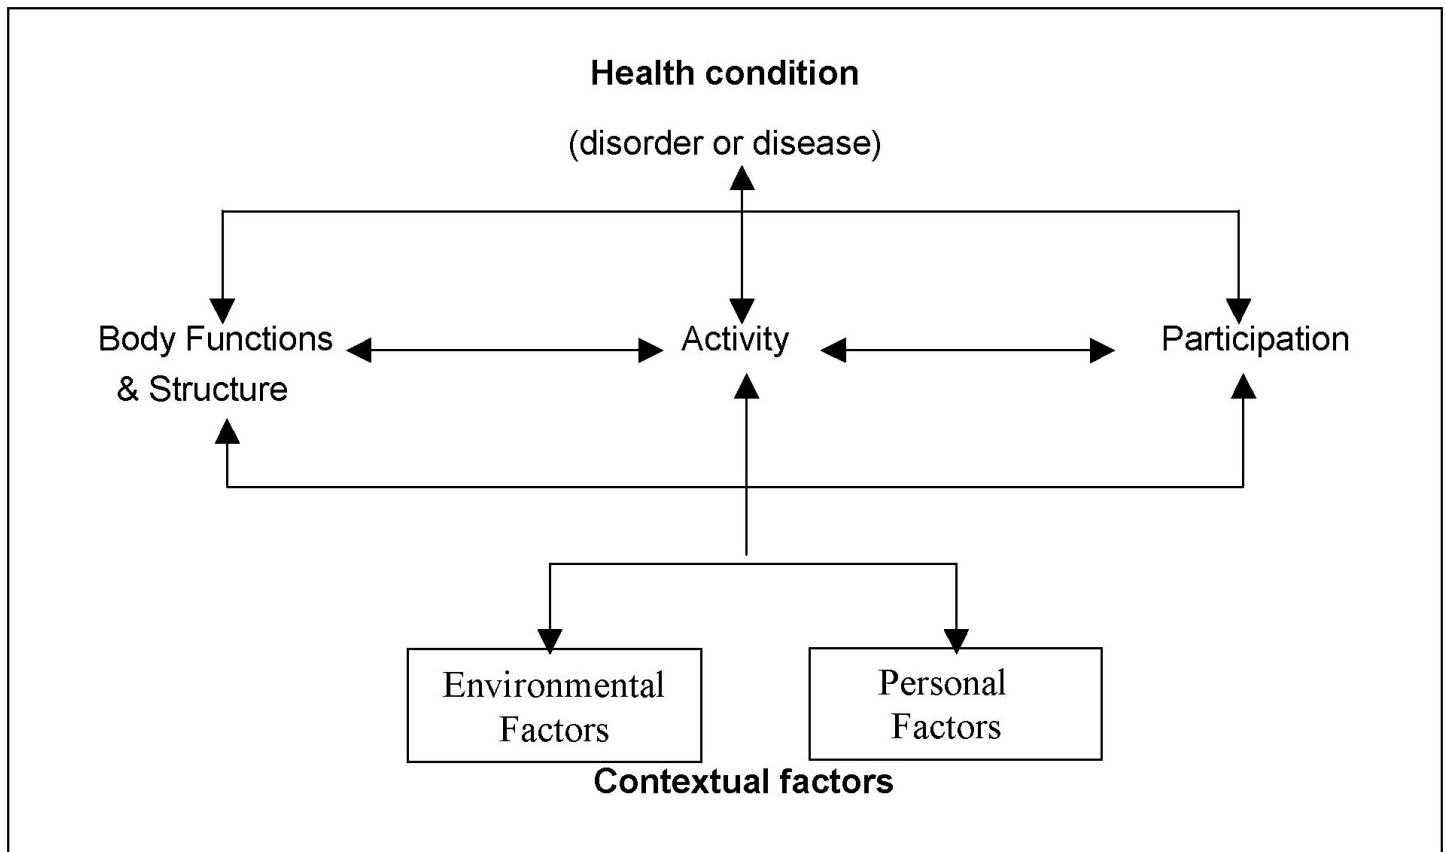 Health condition
(disorder or disease)
Body Functions
& Structure
Activity
Participation
Environmental
Factors
Personal
Factors
Contextual factors